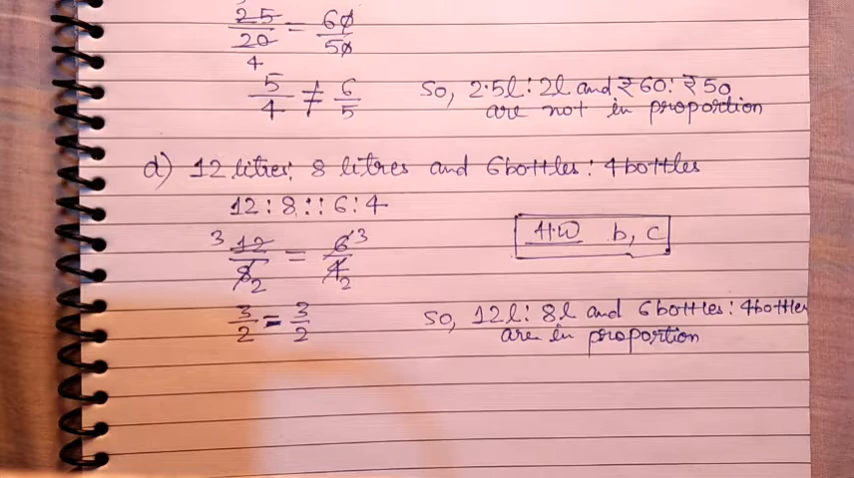 25/20 = 60/50
4
5/4 ≠ 6/5 So, 2.5l : 2l and ₹60 : ₹50
are not in proportion
d) 12 litres : 8 litres and 6 bottles : 4 bottles
12 : 8 :: 6 : 4
H.W b, c
3 12/8 2 = 6 3/4 2
3/2 = 3/2 So, 12l : 8l and 6 bottles : 4 bottles
are in proportion